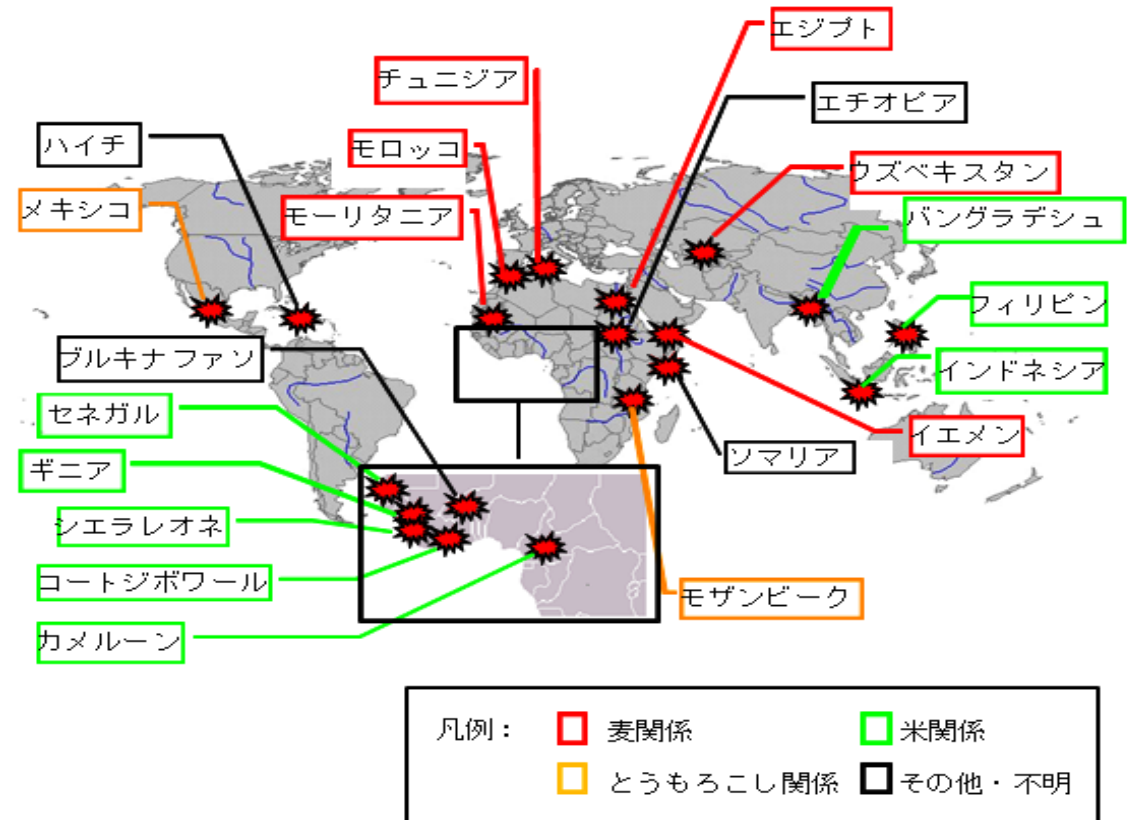 エジプト
チュニジア
エチオピア
ハイチ
モロッコ
ウズベキスタン
メキシコ
モーリタニア
バングラデシュ
フィリピン
ブルキナファソ
インドネシア
セネガル
イエメン
ギニア
ソマリア
シエラレオネ
コートジボワール
モザンビーク
カメルーン
凡例： 麦関係 米関係
とうもろこし関係 その他・不明